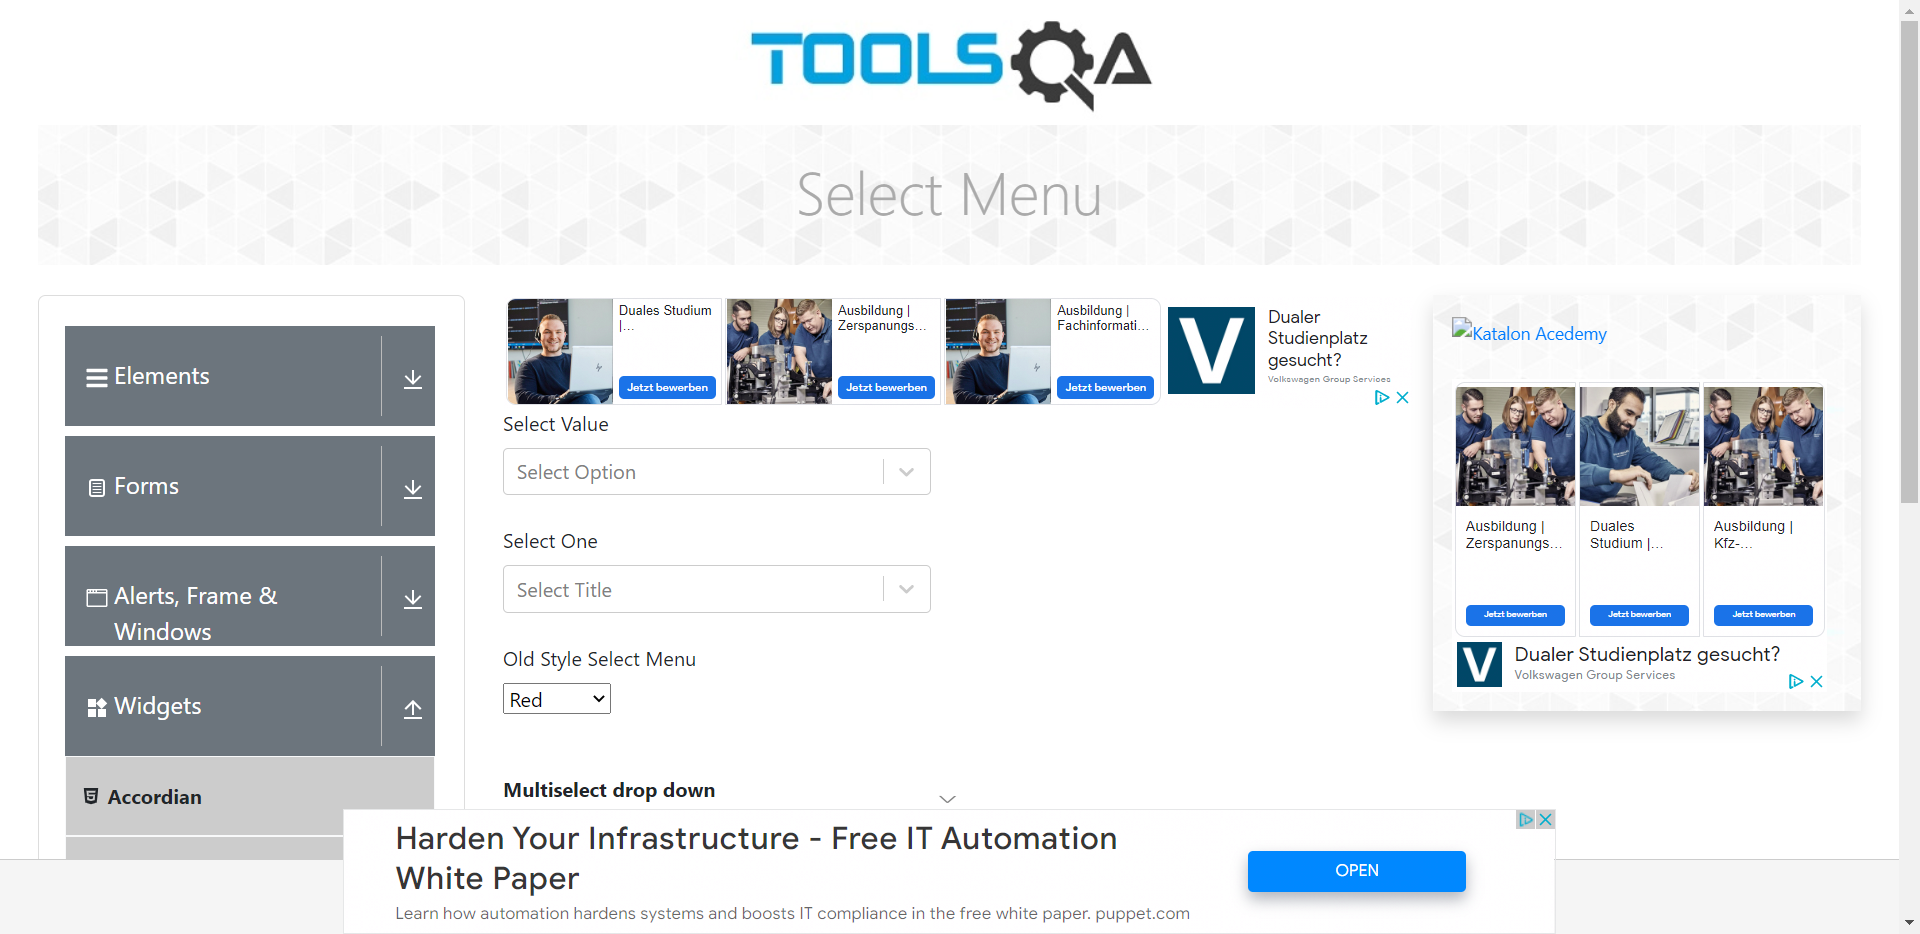 TOOLSQA
Select Menu
Elements
Forms
Alerts, Frame &
Windows
Widgets
Accordian
Duales Studium
|...
Jetzt bewerben
Ausbildung |
Zerspanungs...
Jetzt bewerben
Ausbildung |
Fachinformati...
Jetzt bewerben
V
Dualer
Studienplatz
gesucht?
Volkswagen Group Services
Select Value
Select Option
Select One
Select Title
Old Style Select Menu
Red
Multiselect drop down
Katalon Acedemy
Ausbildung |
Zerspanungs...
Jetzt bewerben
Duales
Studium |...
Jetzt bewerben
Ausbildung |
Kfz-...
Jetzt bewerben
V
Dualer Studienplatz gesucht?
Volkswagen Group Services
Harden Your Infrastructure - Free IT Automation
White Paper
Learn how automation hardens systems and boosts IT compliance in the free white paper. puppet.com
OPEN